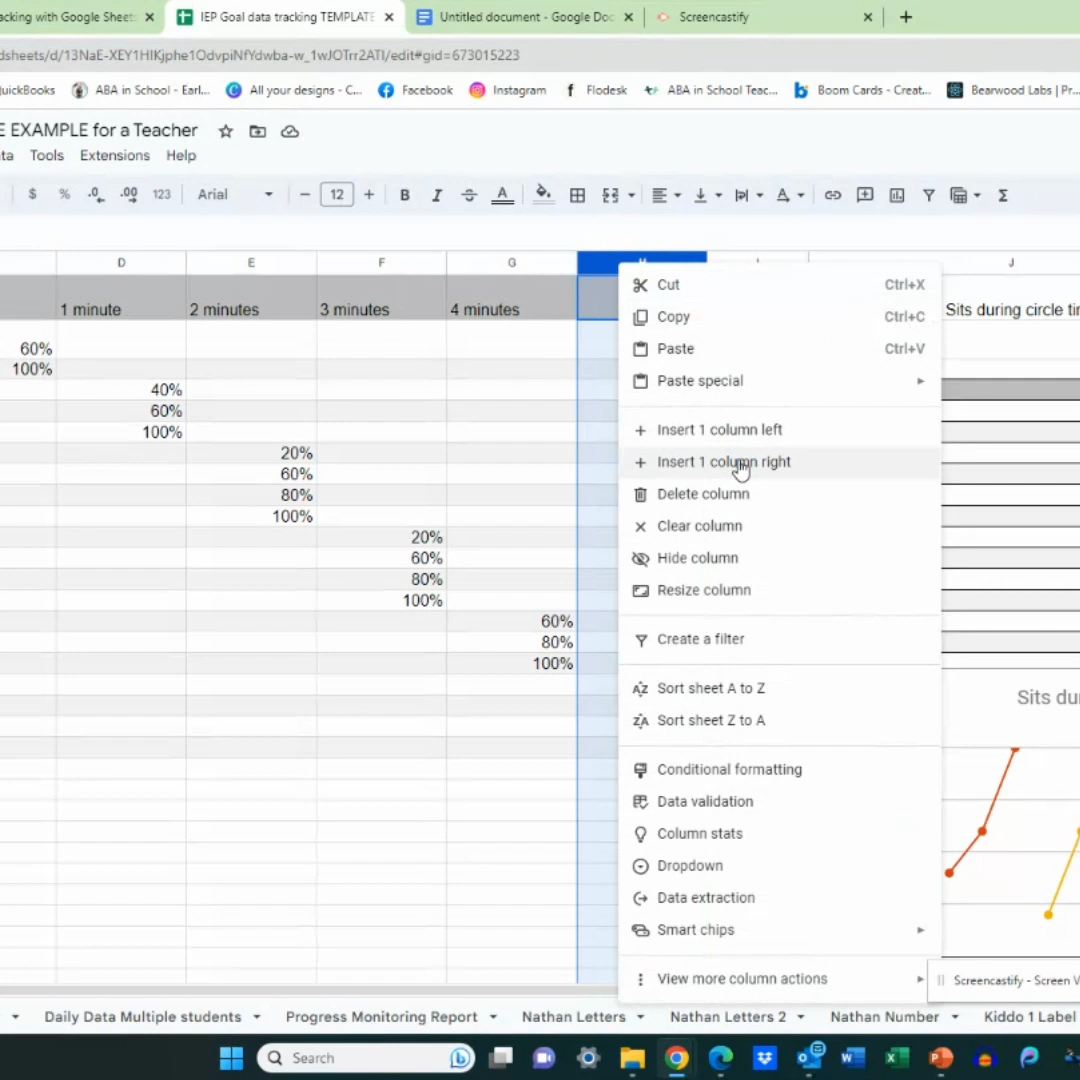 acking with Google Sheet: IEP Goal data tracking TEMPLATE Untitled document - Google Doc Screencastify
dsheets/d/13NaE-XEY1HIKjphe1OdvpiNfYdwba-w_1wJOTrr2ATI/edit#gid=673015223
uickBooks ABA in School - Earl... All your designs - C... Facebook Instagram Flodesk ABA in School Teac... Boom Cards - Creat... Bearwood Labs | Pr...
E EXAMPLE for a Teacher
ta Tools Extensions Help
$ % .0 .00 123 Arial 12 B I A
D E F G I J
1 minute 2 minutes 3 minutes 4 minutes Sits during circle tir
60%
100%
40%
60%
100%
20%
60%
80%
100%
20%
60%
80%
100%
60%
80%
100%
Cut Ctrl+X
Copy Ctrl+C
Paste Ctrl+V
Paste special
Insert 1 column left
Insert 1 column right
Delete column
Clear column
Hide column
Resize column
Create a filter
Sort sheet A to Z
Sort sheet Z to A
Conditional formatting
Data validation
Column stats
Dropdown
Data extraction
Smart chips
View more column actions
Sits du
Screencastify - Screen V
Daily Data Multiple students Progress Monitoring Report Nathan Letters Nathan Letters 2 Nathan Number Kiddo 1 Label
Search